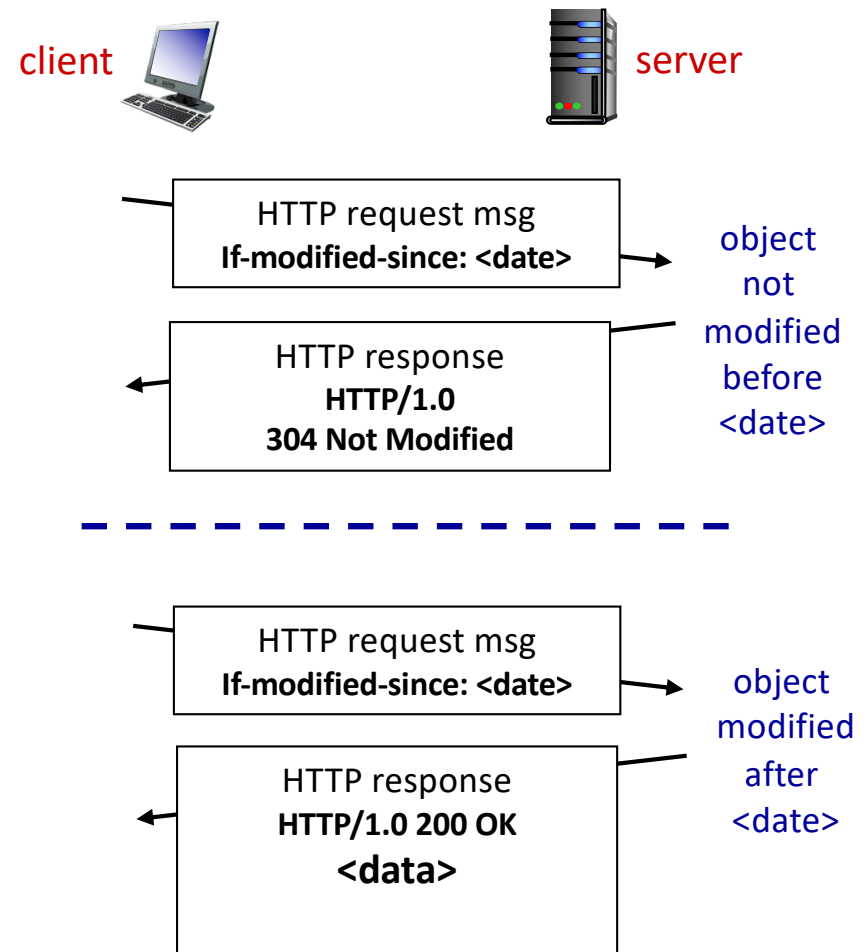 client
server
HTTP request msg
If-modified-since: <date>
object
not
modified
before
<date>
HTTP response
HTTP/1.0
304 Not Modified
HTTP request msg
If-modified-since: <date>
object
modified
after
<date>
HTTP response
HTTP/1.0 200 OK
<data>